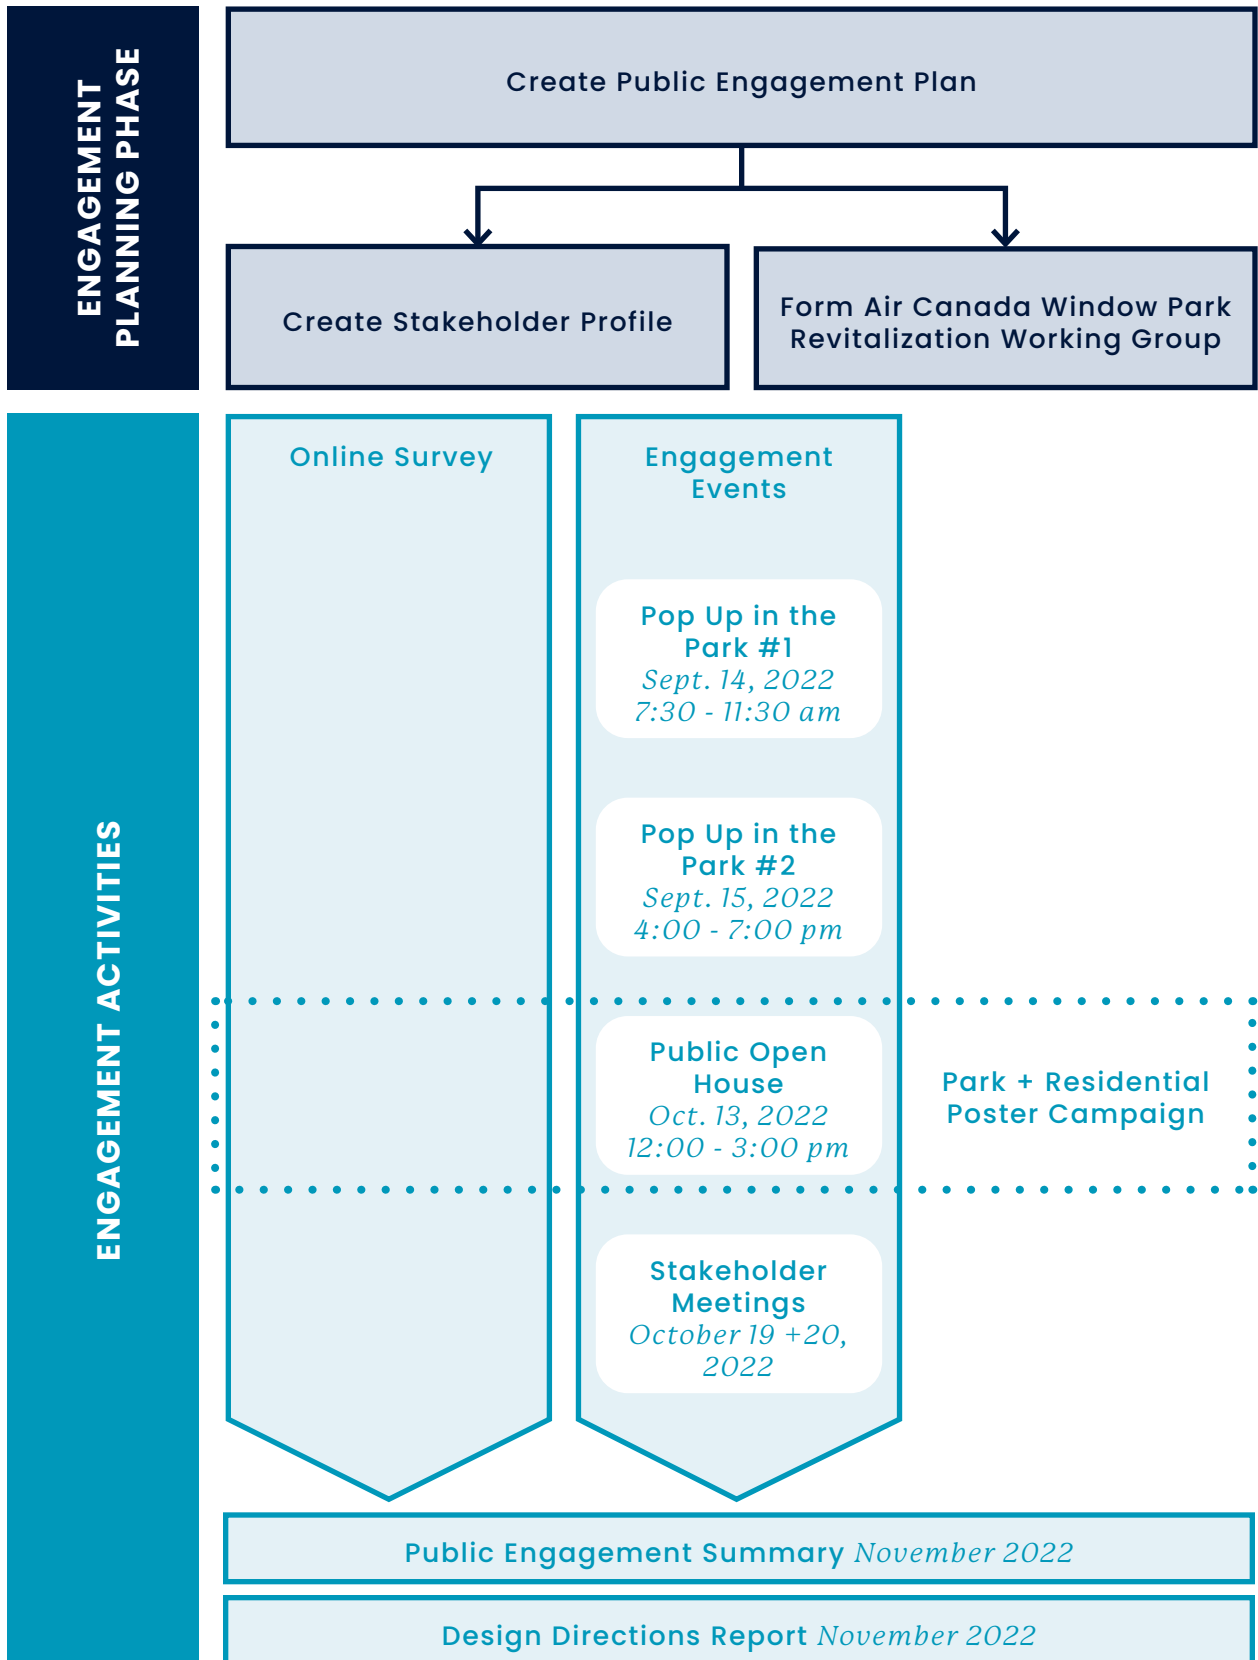 ENGAGEMENT
PLANNING PHASE
Create Public Engagement Plan
Create Stakeholder Profile
Form Air Canada Window Park
Revitalization Working Group
ENGAGEMENT ACTIVITIES
Online Survey
Engagement
Events
Pop Up in the
Park #1
Sept. 14, 2022
7:30 - 11:30 am
Pop Up in the
Park #2
Sept. 15, 2022
4:00 - 7:00 pm
Public Open
House
Oct. 13, 2022
12:00 - 3:00 pm
Park + Residential
Poster Campaign
Stakeholder
Meetings
October 19 +20,
2022
Public Engagement Summary November 2022
Design Directions Report November 2022